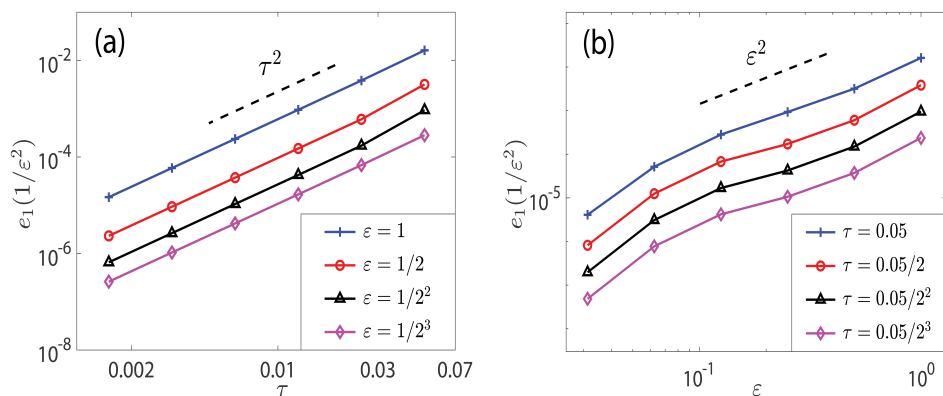 (a)
τ²
e₁(1/ε²)
10⁻²
10⁻⁴
10⁻⁶
10⁻⁸
0.002
0.01
0.03
0.07
τ
ε = 1
ε = 1/2
ε = 1/2²
ε = 1/2³
(b)
ε²
e₁(1/ε²)
10⁻⁵
10⁻¹
10⁰
ε
τ = 0.05
τ = 0.05/2
τ = 0.05/2²
τ = 0.05/2³